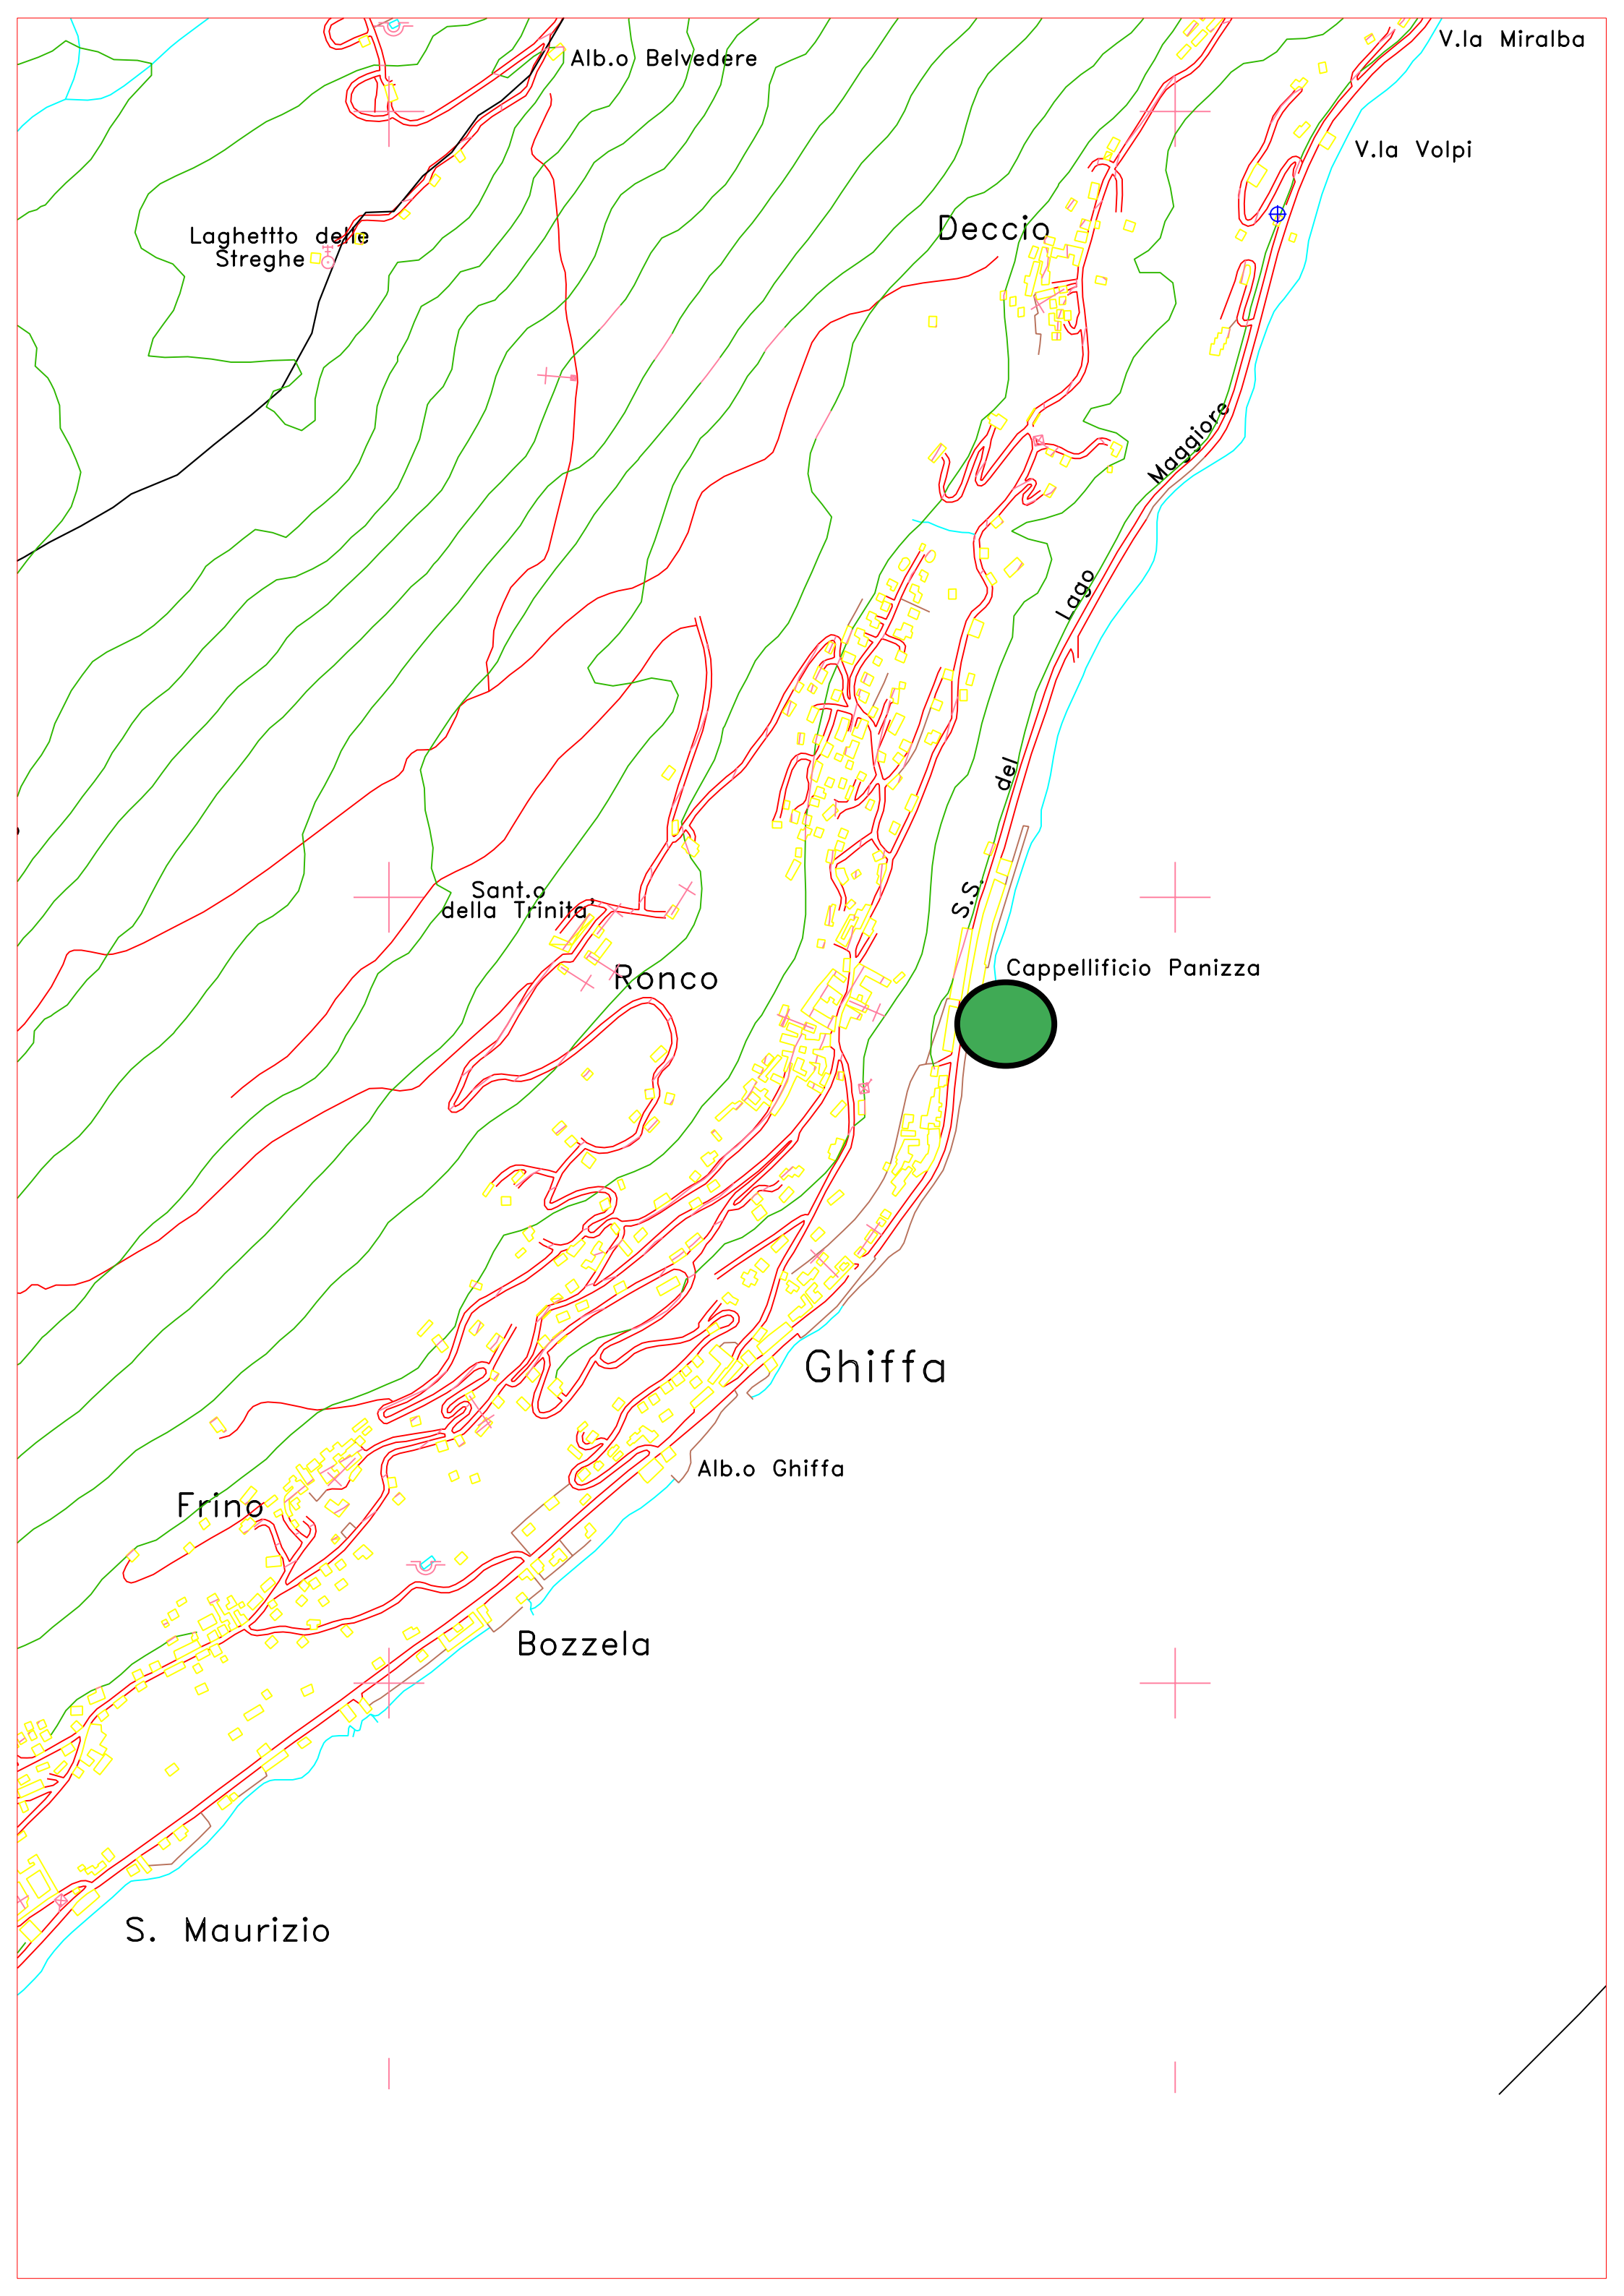 V.la Miralba
Alb.o Belvedere
V.la Volpi
Deccio
Laghettto delle
Streghe
S.S. del Lago Maggiore
Sant.o
della Trinita'
Cappellificio Panizza
Ronco
Ghiffa
Alb.o Ghiffa
Frino
Bozzela
S. Maurizio